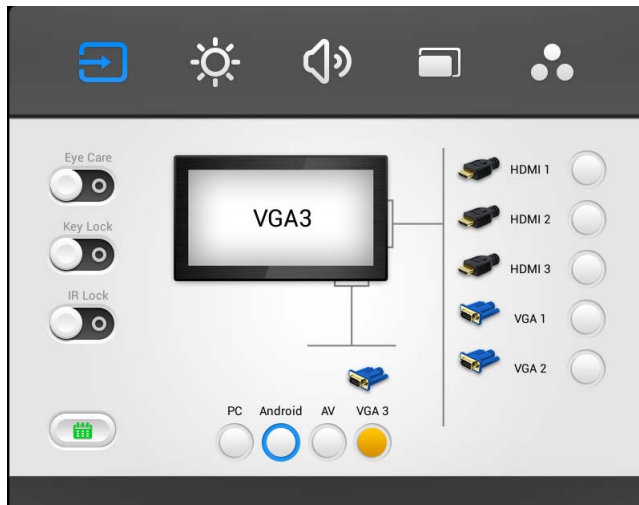 Eye Care
Key Lock
IR Lock
VGA3
HDMI 1
HDMI 2
HDMI 3
VGA 1
VGA 2
PC Android AV VGA 3